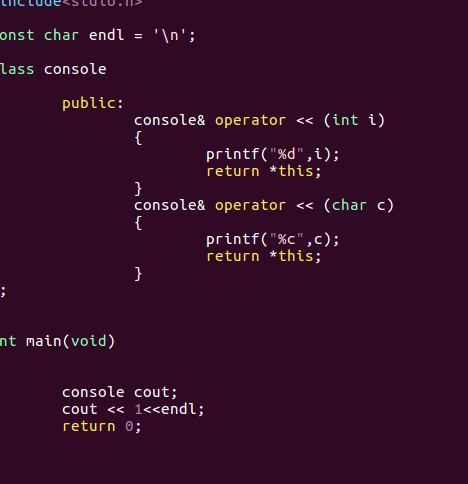 include<stdio.h>
onst char endl = '\n';
lass console
public:
console& operator << (int i)
{
printf("%d",i);
return *this;
}
console& operator << (char c)
{
printf("%c",c);
return *this;
}
;
nt main(void)
console cout;
cout << 1<<endl;
return 0;